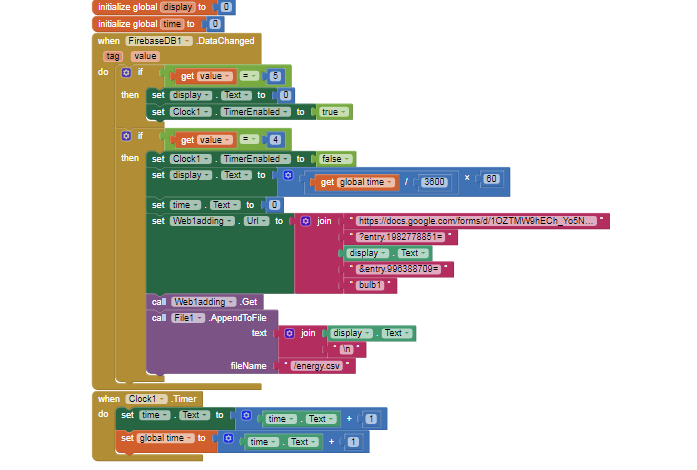 initialize global display to 0
initialize global time to 0
when FirebaseDB1 .DataChanged
tag value
do if get value = 5
then set display . Text to 0
set Clock1 . TimerEnabled to true
if get value = 4
then set Clock1 . TimerEnabled to false
set display . Text to get global time / 3600 × 60
set time . Text to 0
set Web1adding . Url to join " https://docs.google.com/forms/d/1OZTMW9hECh_Yo5N... "
" ?entry.1982778851= "
display . Text
" &entry.996388709= "
" bulb1 "
call Web1adding .Get
call File1 .AppendToFile
text join display . Text
" \n "
fileName " /energy.csv "
when Clock1 .Timer
do set time . Text to time . Text + 1
set global time to time . Text + 1